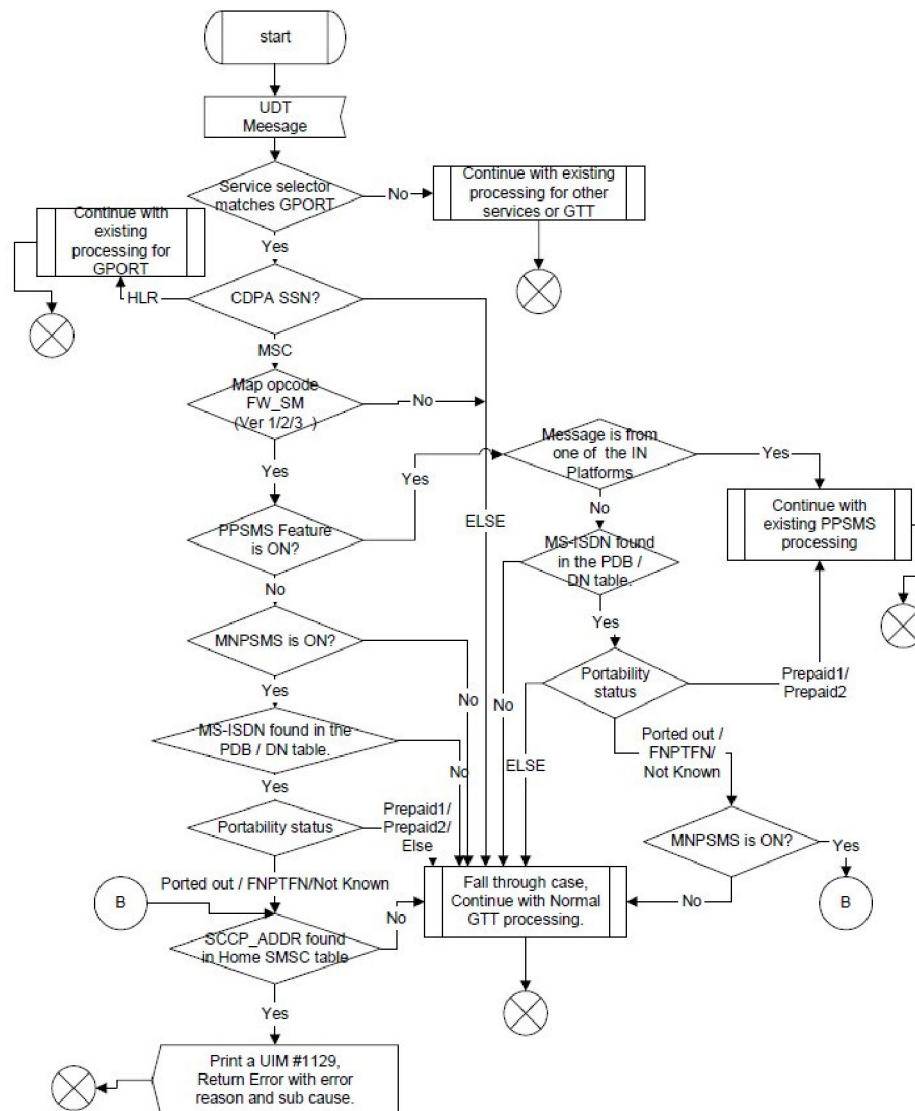 start
UDT
Meesage
Service selector
matches GPORT
No
Continue with existing
processing for other
services or GTT
Continue with
existing
processing for
GPORT
Yes
HLR
CDPA SSN?
MSC
Map opcode
FW_SM
(Ver 1/2/3 )
No
Message is from
one of the IN
Platforms
Yes
Yes
Yes
No
Continue with
existing PPSMS
processing
PPSMS Feature
is ON?
ELSE
MS-ISDN found
in the PDB /
DN table.
No
Yes
MNPSMS is ON?
Portability
status
Prepaid1/
Prepaid2
Yes
No
No
MS-ISDN found in the
PDB / DN table.
Ported out /
FNPTFN/
Not Known
No
ELSE
Yes
Portability status
Prepaid1/
Prepaid2/
Else
MNPSMS is ON?
Yes
Ported out / FNPTFN/Not Known
Fall through case,
Continue with Normal
GTT processing.
No
B
B
No
SCCP_ADDR found
in Home SMSC table
Yes
Print a UIM #1129,
Return Error with error
reason and sub cause.